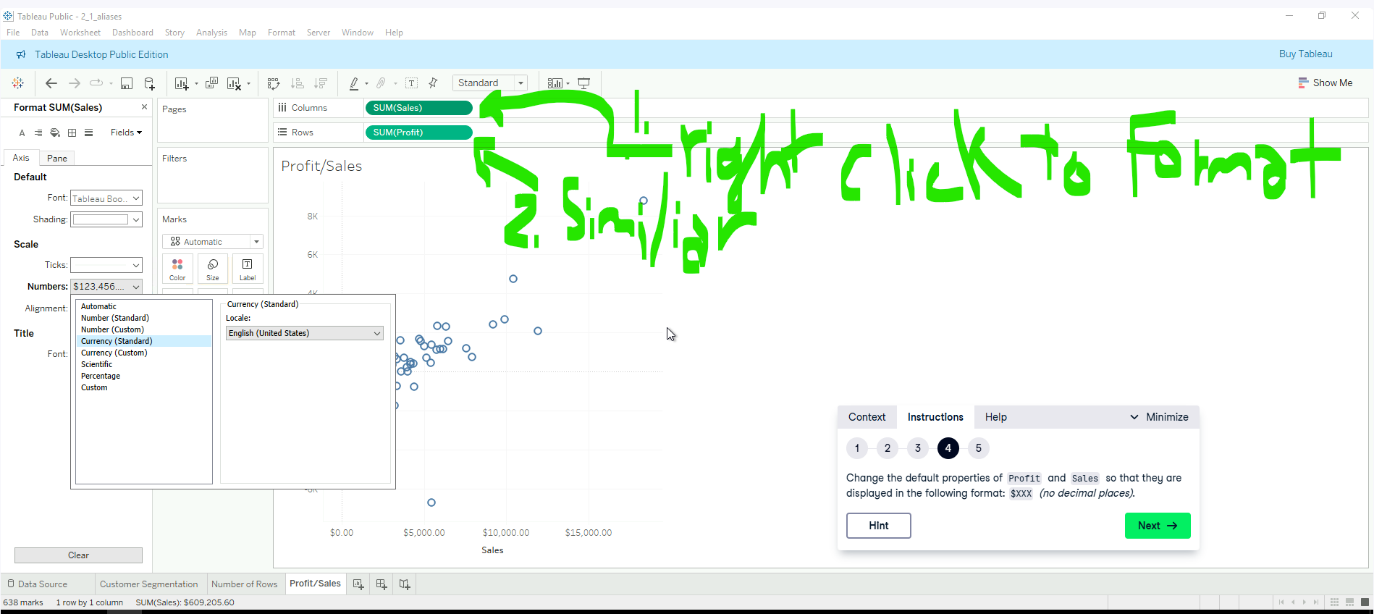 Tableau Public - 2_1_aliases
File Data Worksheet Dashboard Story Analysis Map Format Server Window Help
Tableau Desktop Public Edition
Buy Tableau
Standard
Show Me
Format SUM(Sales)
Fields
Axis Pane
Default
Font: Tableau Boo...
Shading:
Scale
Ticks:
Numbers: $123.456....
Alignment:
Title
Font:
Automatic
Number (Standard)
Number (Custom)
Currency (Standard)
Currency (Custom)
Scientific
Percentage
Custom
Currency (Standard)
Locale:
English (United States)
Clear
Pages
Filters
Marks
Automatic
Color Size Label
Columns SUM(Sales)
Rows SUM(Profit)
1. right click to Format
2. Similiar
Profit/Sales
8K
6K
4K
$0.00 $5,000.00 $10,000.00 $15,000.00
Sales
Context Instructions Help Minimize
1 2 3 4 5
Change the default properties of Profit and Sales so that they are
displayed in the following format: $XXX (no decimal places).
Hint
Next →
Data Source Customer Segmentation Number of Rows Profit/Sales
638 marks 1 row by 1 column SUM(Sales): $609,205.60